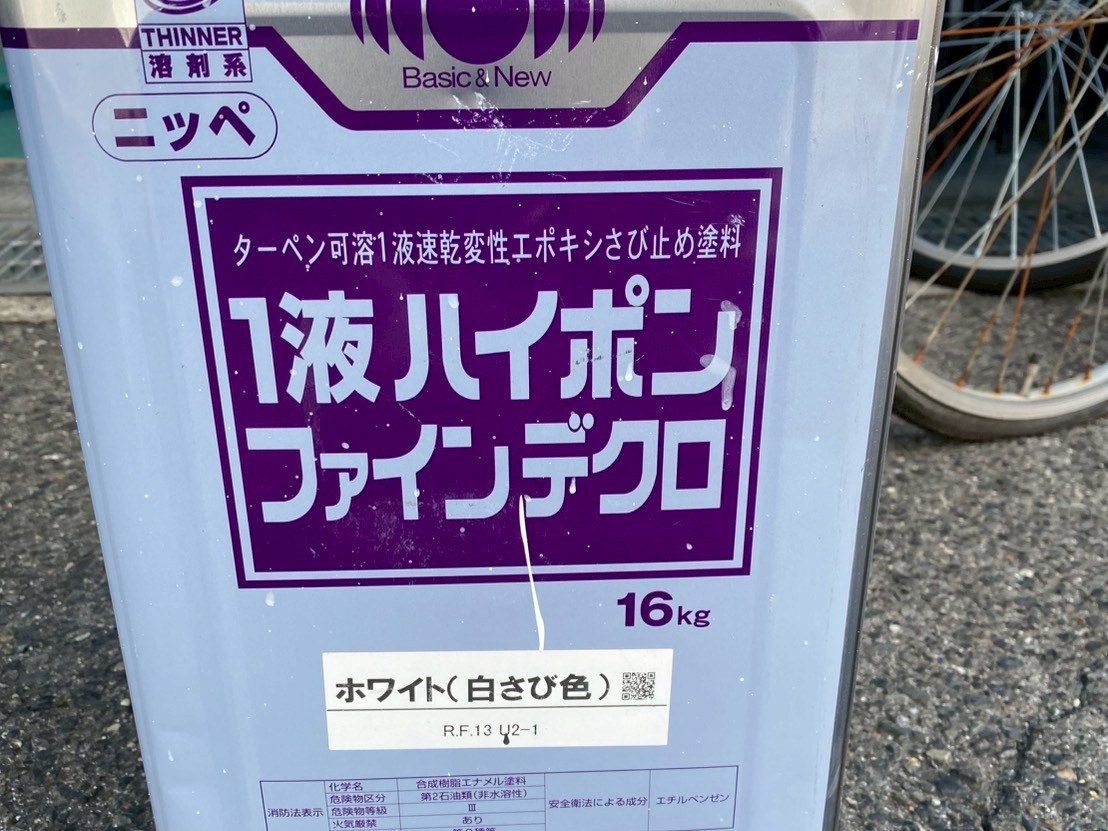 THINNER
溶剤系
Basic & New
ニッペ
ターペン可溶1液速乾変性エポキシさび止め塗料
1液ハイポン
ファインデクロ
16kg
ホワイト(白さび色)
R.F.13 U2-1
消防法表示
化学名 合成樹脂エナメル塗料
危険物区分 第2石油類(非水溶性)
危険物等級 III
火気厳禁 あり
安全衛法による成分 エチルベンゼン